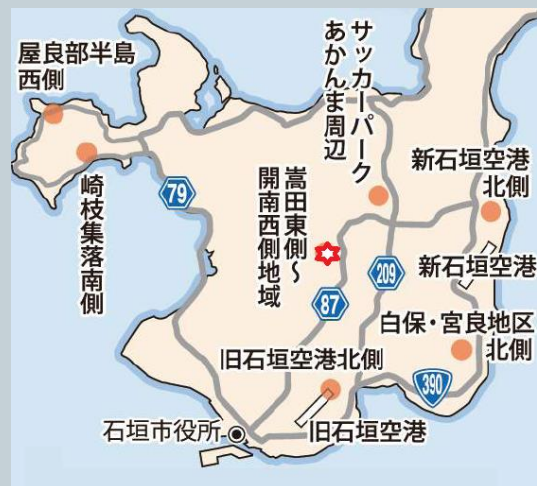 屋良部半島
西側
崎枝集落南側
79
サッカーパーク
あかんま周辺
嵩田東側〜
開南西側地域
新石垣空港
北側
新石垣空港
209
87
白保・宮良地区
北側
390
旧石垣空港北側
旧石垣空港
石垣市役所